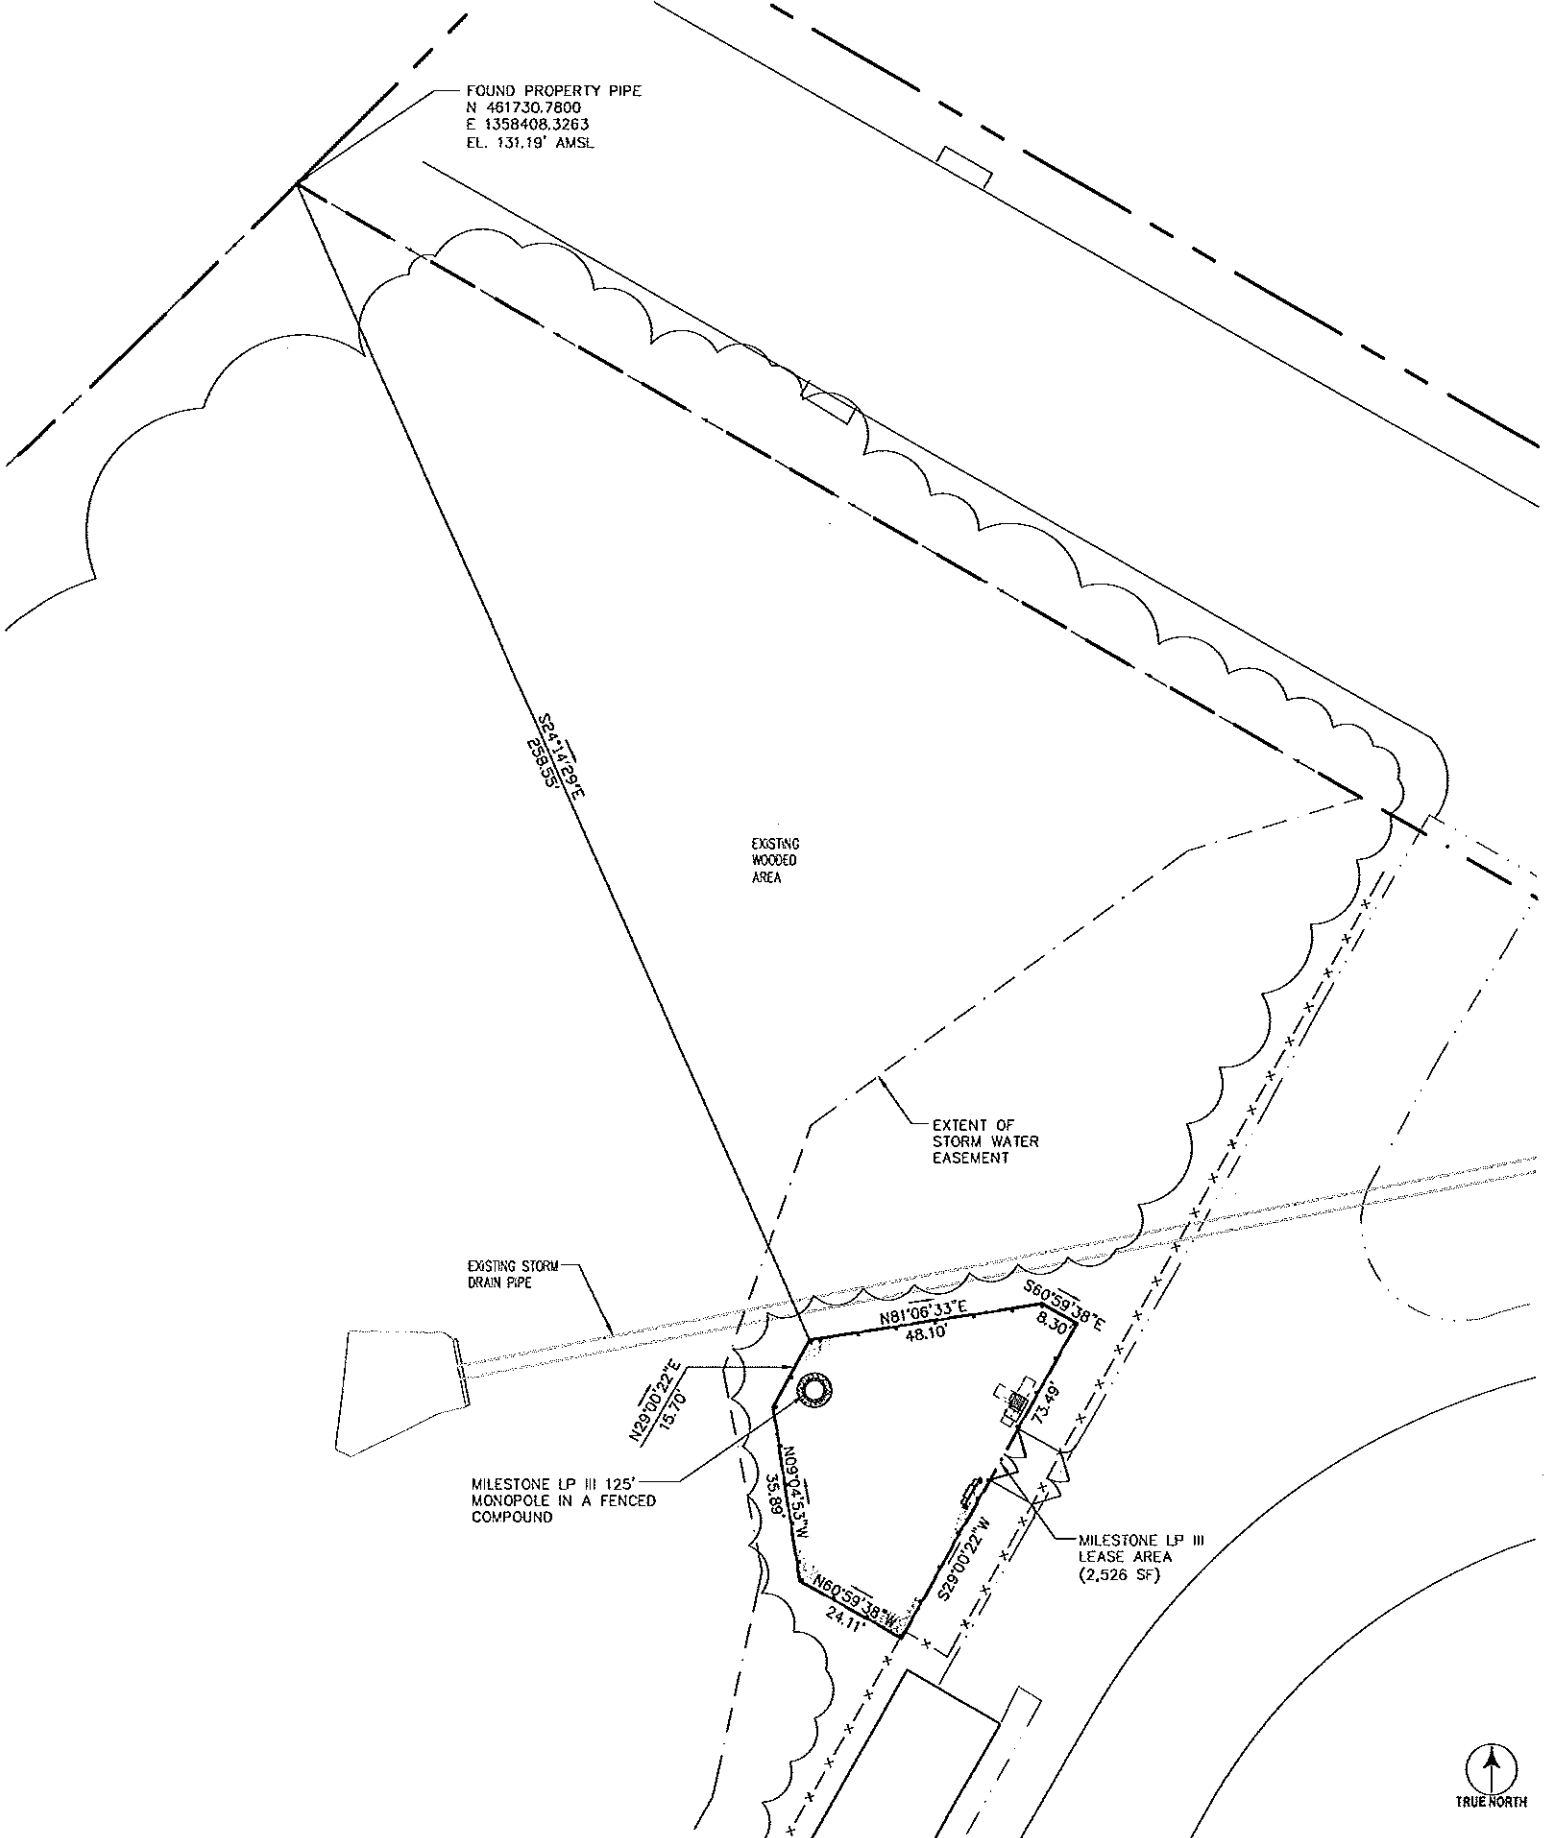 FOUND PROPERTY PIPE
N 461730.7800
E 1358408.3263
EL. 131.19' AMSL
S24°14'29"E
258.55'
EXISTING
WOODED
AREA
EXTENT OF
STORM WATER
EASEMENT
EXISTING STORM
DRAIN PIPE
N81°06'33"E
48.10'
S60°59'38"E
8.30'
N29°00'22"E
15.70'
73.49'
MILESTONE LP III 125'
MONOPOLE IN A FENCED
COMPOUND
N09°04'53"W
35.89'
S29°00'22"W
MILESTONE LP III
LEASE AREA
(2,526 SF)
N60°59'38"W
24.11'
TRUE NORTH